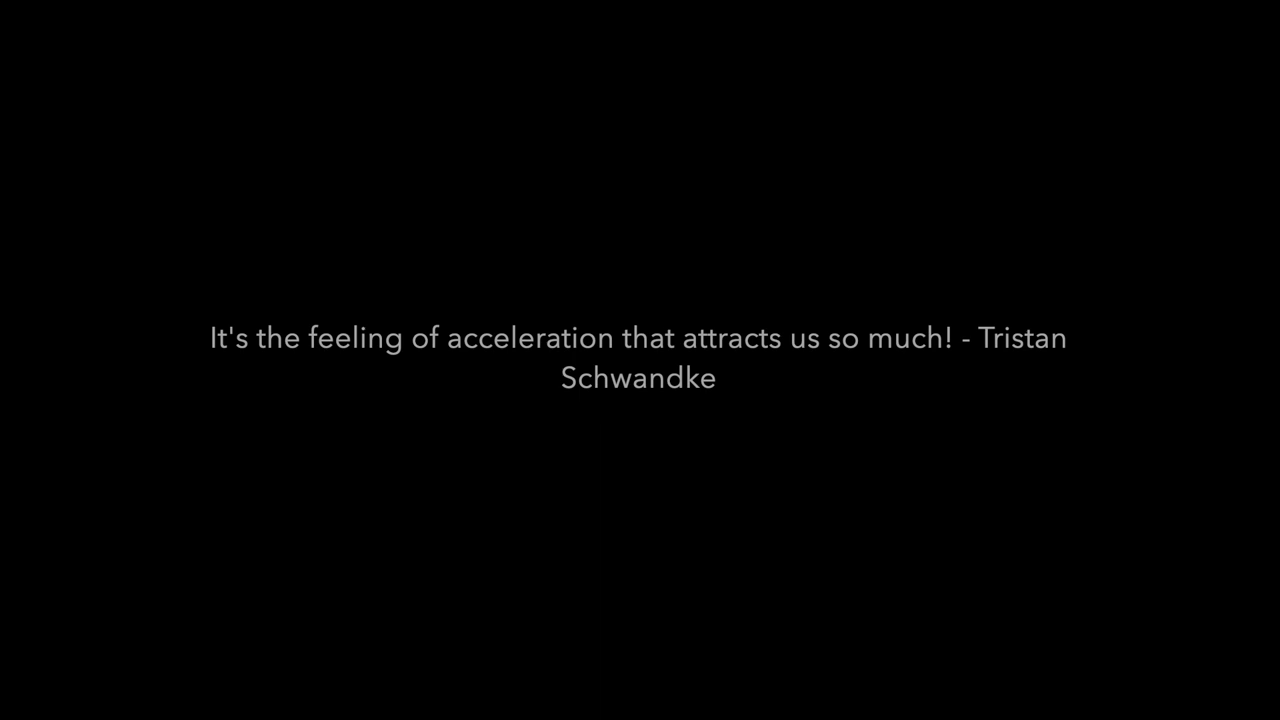 It's the feeling of acceleration that attracts us so much! - Tristan
Schwandke